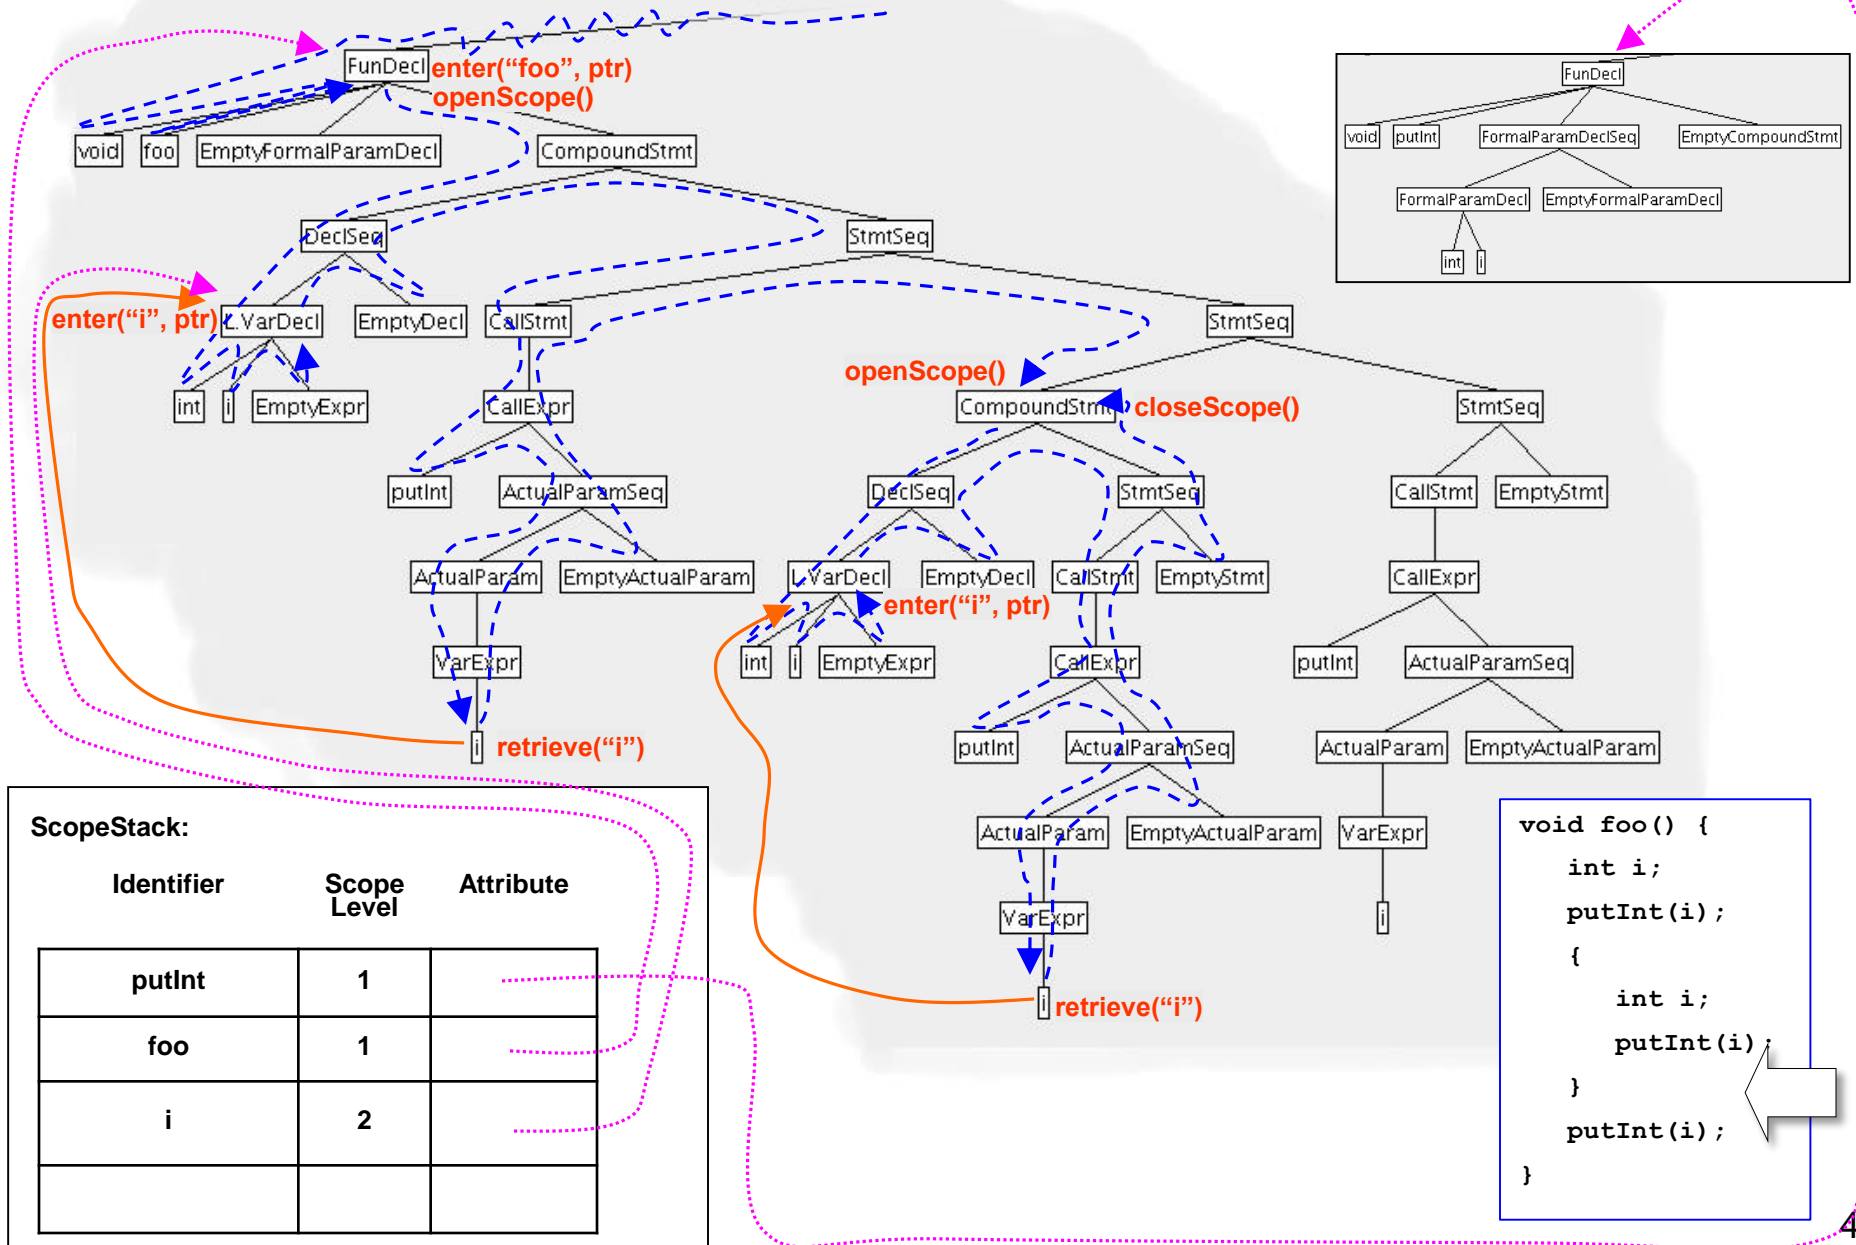 FunDecl
enter(“foo”, ptr)
openScope()
void foo EmptyFormalParamDecl CompoundStmt
DeclSeq StmtSeq
enter(“i”, ptr) L.VarDecl EmptyDecl CallStmt StmtSeq
openScope()
int i EmptyExpr CallExpr CompoundStmt closeScope() StmtSeq
putInt ActualParamSeq DeclSeq StmtSeq CallStmt EmptyStmt
ActualParam EmptyActualParam L.VarDecl EmptyDecl CallStmt EmptyStmt CallExpr
enter(“i”, ptr)
VarExpr int i EmptyExpr CallExpr putInt ActualParamSeq
i retrieve(“i”) putInt ActualParamSeq ActualParam EmptyActualParam
ActualParam EmptyActualParam VarExpr
VarExpr i
i retrieve(“i”)
FunDecl
void putInt FormalParamDeclSeq EmptyCompoundStmt
FormalParamDecl EmptyFormalParamDecl
int i
ScopeStack:
Identifier Scope Level Attribute
putInt 1
foo 1
i 2
void foo() {
int i;
putInt(i);
{
int i;
putInt(i);
}
putInt(i);
}
4